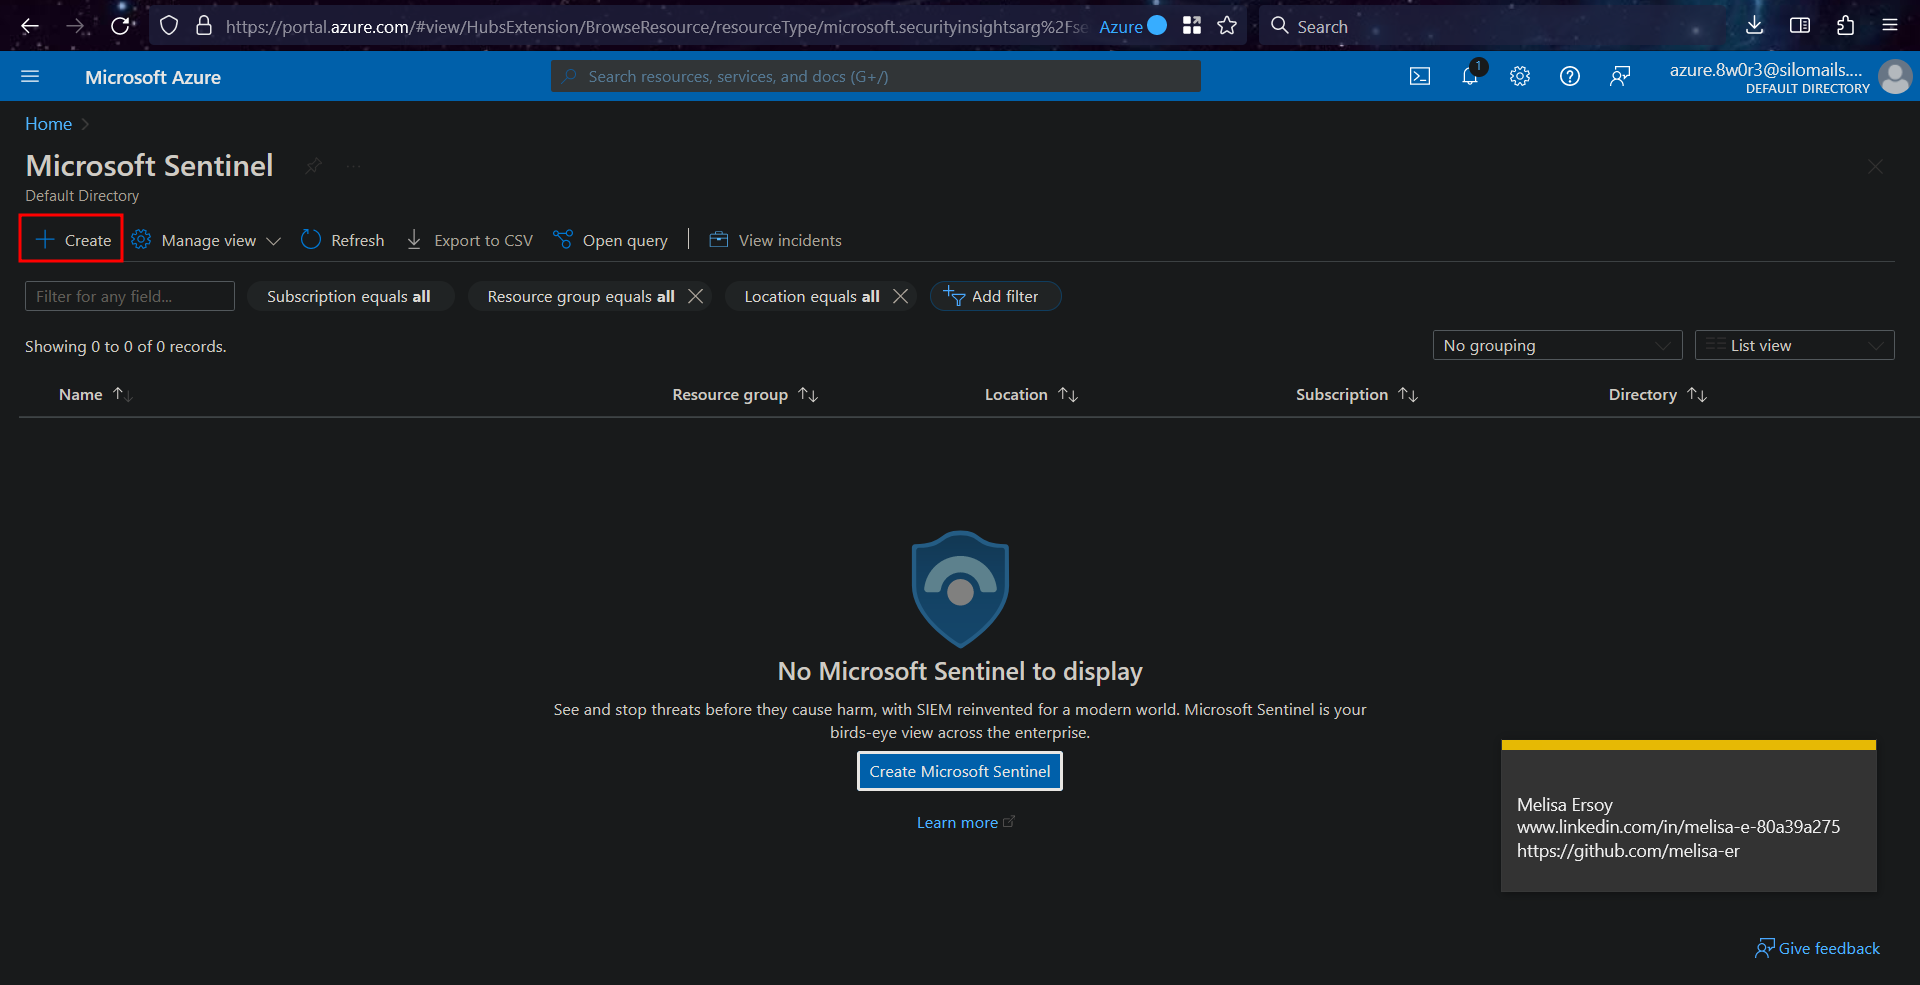 https://portal.azure.com/#view/HubsExtension/BrowseResource/resourceType/microsoft.securityinsightsarg%2Fse
Azure
Search
Microsoft Azure
Search resources, services, and docs (G+/)
1
azure.8w0r3@silomails....
DEFAULT DIRECTORY
Home
Microsoft Sentinel
Default Directory
Create
Manage view
Refresh
Export to CSV
Open query
View incidents
Filter for any field...
Subscription equals all
Resource group equals all
Location equals all
Add filter
Showing 0 to 0 of 0 records.
No grouping
List view
Name
Resource group
Location
Subscription
Directory
No Microsoft Sentinel to display
See and stop threats before they cause harm, with SIEM reinvented for a modern world. Microsoft Sentinel is your
birds-eye view across the enterprise.
Create Microsoft Sentinel
Learn more
Melisa Ersoy
www.linkedin.com/in/melisa-e-80a39a275
https://github.com/melisa-er
Give feedback